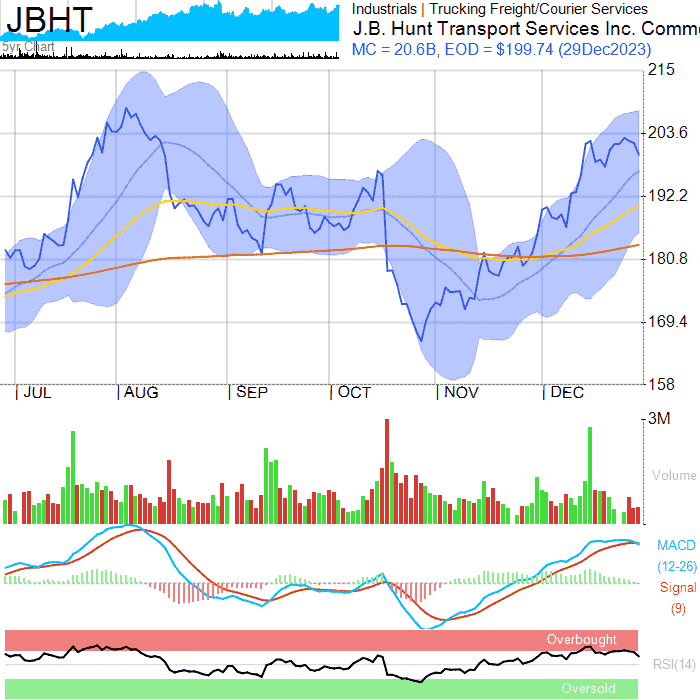 JBHT
5yr Chart
Industrials | Trucking Freight/Courier Services
J.B. Hunt Transport Services Inc. Comm
MC = 20.6B, EOD = $199.74 (29Dec2023)
215
203.6
192.2
180.8
169.4
158
JUL AUG SEP OCT NOV DEC
3M
Volume
MACD
(12-26)
Signal
(9)
Overbought
RSI(14)
Oversold